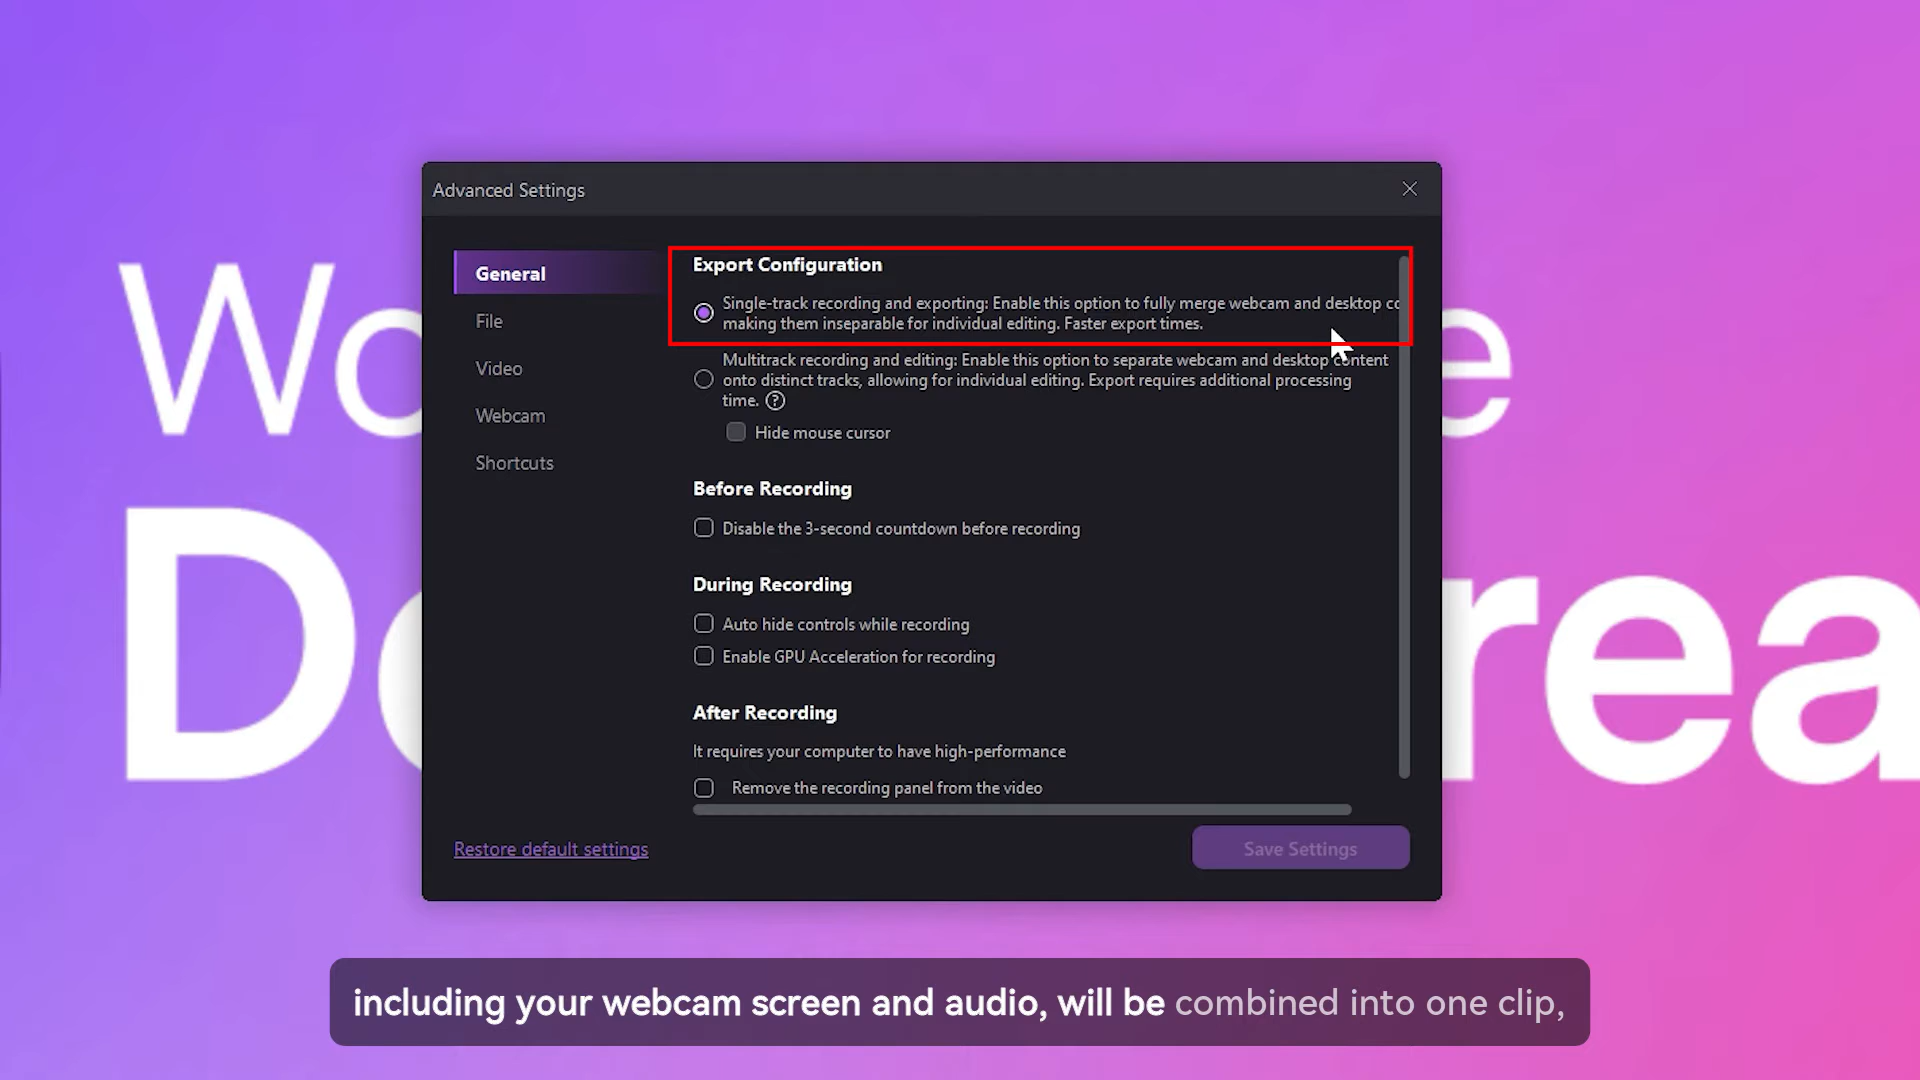 Wo
e
De
rea
Advanced Settings
General
File
Video
Webcam
Shortcuts
Export Configuration
Single-track recording and exporting: Enable this option to fully merge webcam and desktop co
making them inseparable for individual editing. Faster export times.
Multitrack recording and editing: Enable this option to separate webcam and desktop content
onto distinct tracks, allowing for individual editing. Export requires additional processing
time. ?
Hide mouse cursor
Before Recording
Disable the 3-second countdown before recording
During Recording
Auto hide controls while recording
Enable GPU Acceleration for recording
After Recording
It requires your computer to have high-performance
Remove the recording panel from the video
Restore default settings
Save Settings
including your webcam screen and audio, will be combined into one clip,